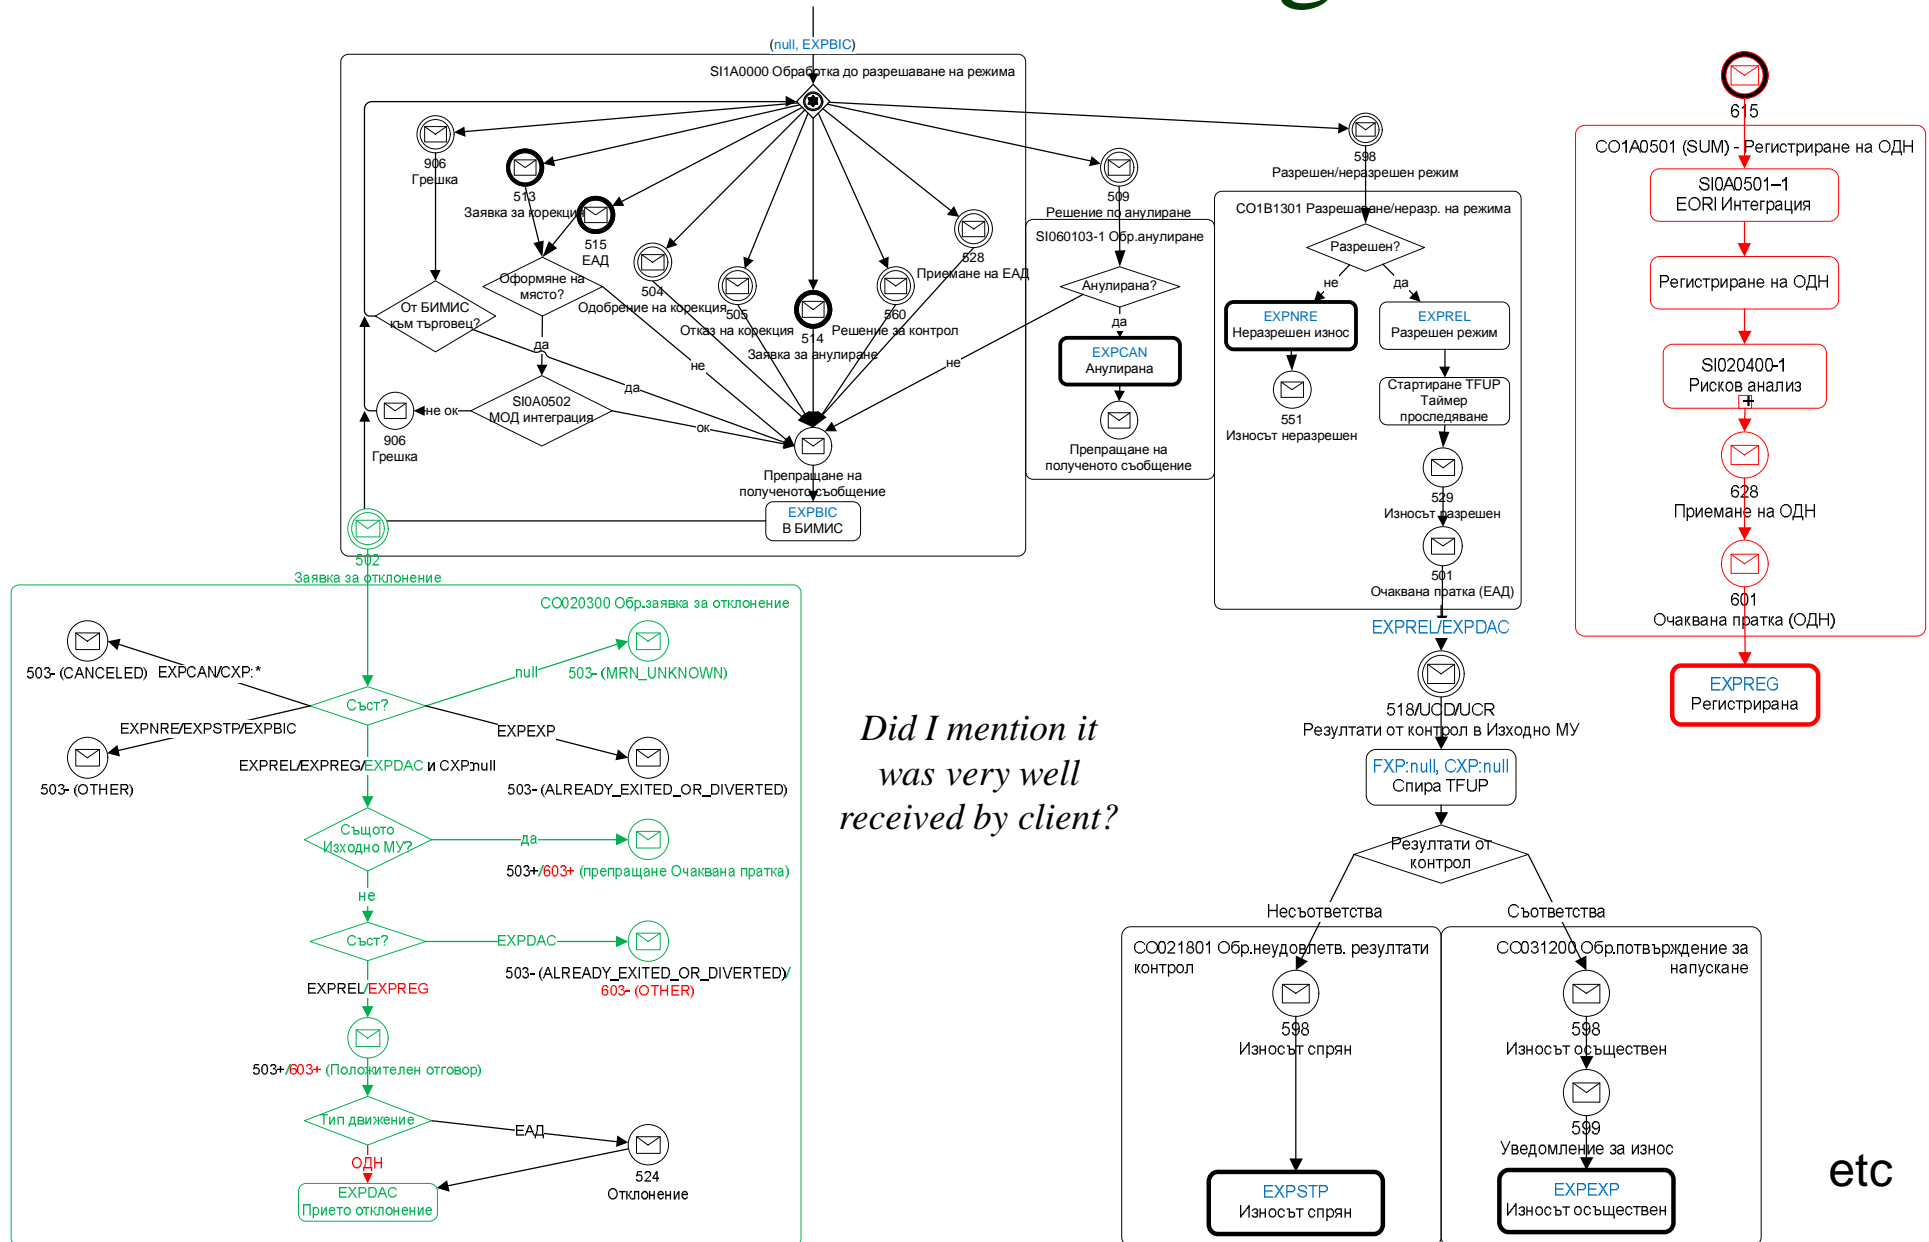 (null, EXPBIC)
SI1A0000 Обработка до разрешаване на режима
906
Грешка
513
Заявка за корекция
515
ЕАД
504
Одобрение на корекция
505
Отказ на корекция
514
Заявка за анулиране
560
Решение за контрол
528
Приемане на ЕАД
От БИМИС
към търговец?
Оформяне на
място?
да
не
да
SI0A0502
МОД интеграция
не ок
ок
906
Грешка
Препращане на
полученото съобщение
EXPBIC
В БИМИС
509
Решение по анулиране
SI060103-1 Обр.анулиране
Анулирана?
да
не
EXPCAN
Анулирана
Препращане на
полученото съобщение
598
Разрешен/неразрешен режим
CO1B1301 Разрешаване/неразр. на режима
Разрешен?
не
да
EXPNRE
Неразрешен износ
551
Износът неразрешен
EXPREL
Разрешен режим
Стартиране TFUP
Таймер
проследяване
529
Износът разрешен
501
Очаквана пратка (ЕАД)
EXPREL/EXPDAC
518/UCD/UCR
Резултати от контрол в Изходно МУ
FXP:null, CXP:null
Спира TFUP
Резултати от
контрол
Несъответства
Съответства
CO021801 Обр.неудовлетв. резултати
контрол
598
Износът спрян
EXPSTP
Износът спрян
CO031200 Обр.потвърждение за
напускане
598
Износът осъществен
599
Уведомление за износ
EXPEXP
Износът осъществен
615
CO1A0501 (SUM) - Регистриране на ОДН
SI0A0501–1
EORI Интеграция
Регистриране на ОДН
SI020400-1
Рисков анализ
628
Приемане на ОДН
601
Очаквана пратка (ОДН)
EXPREG
Регистрирана
502
Заявка за отклонение
CO020300 Обр.заявка за отклонение
503- (CANCELED)
EXPCAN/CXP:*
null
503- (MRN_UNKNOWN)
Съст?
EXPNRE/EXPSTP/EXPBIC
EXPEXP
503- (OTHER)
EXPREL/EXPREG/EXPDAC и CXP:null
503- (ALREADY_EXITED_OR_DIVERTED)
Същото
Изходно МУ?
да
503+/603+ (препращане Очаквана пратка)
не
Съст?
EXPDAC
503- (ALREADY_EXITED_OR_DIVERTED)/
603- (OTHER)
EXPREL/EXPREG
503+/603+ (Положителен отговор)
Тип движение
ЕАД
524
Отклонение
ОДН
EXPDAC
Прието отклонение
Did I mention it
was very well
received by client?
etc